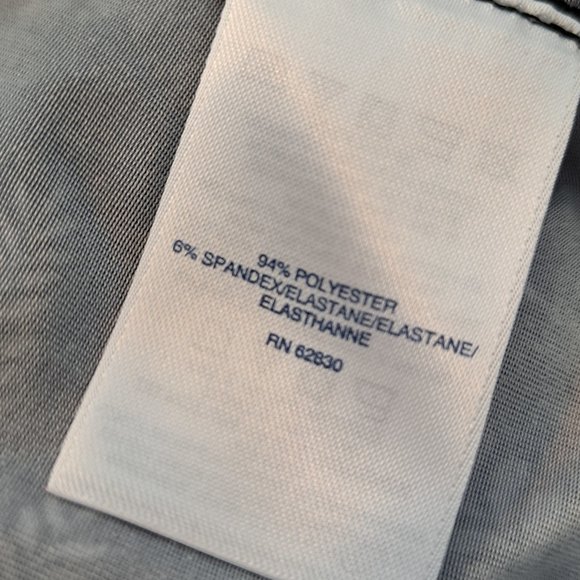 94% POLYESTER
6% SPANDEX/ELASTANE/ELASTANE/
ELASTHANNE
RN 62830